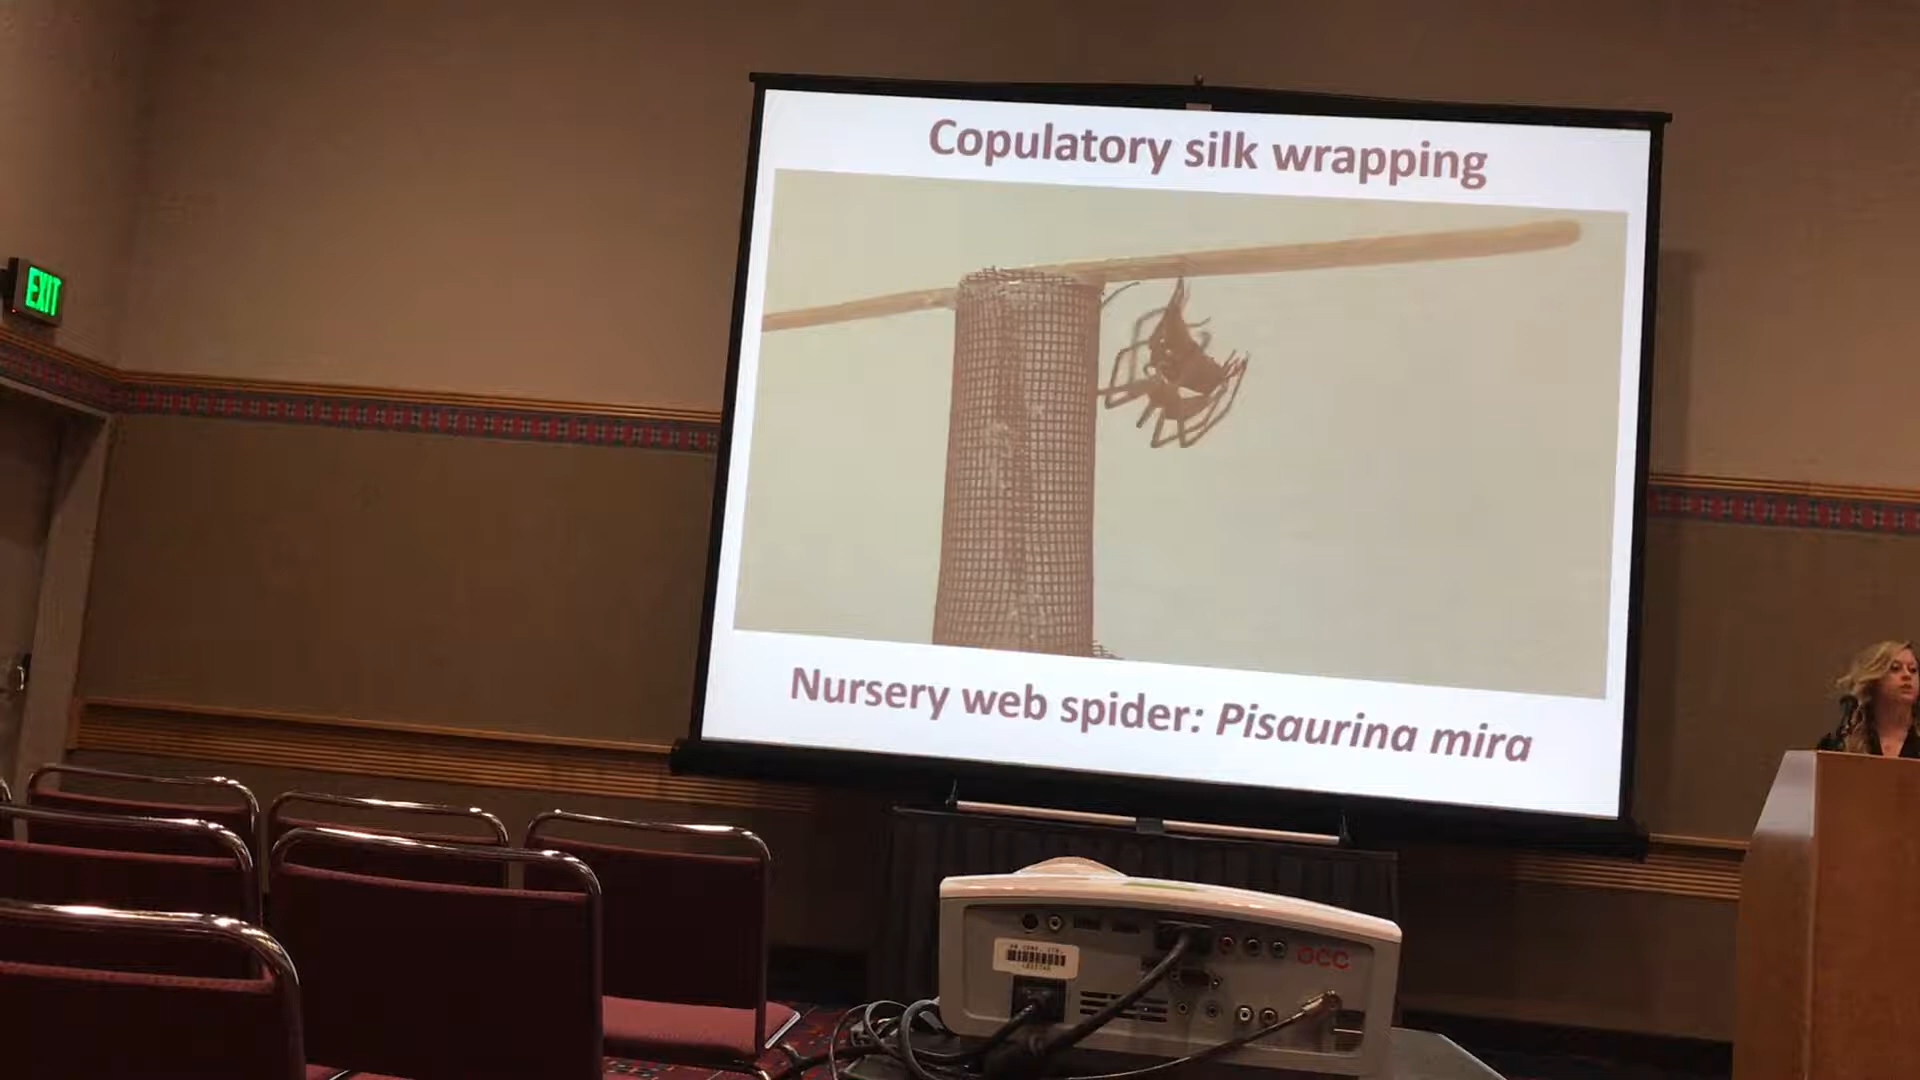 Copulatory silk wrapping
EXIT
Nursery web spider: Pisaurina mira
OCC